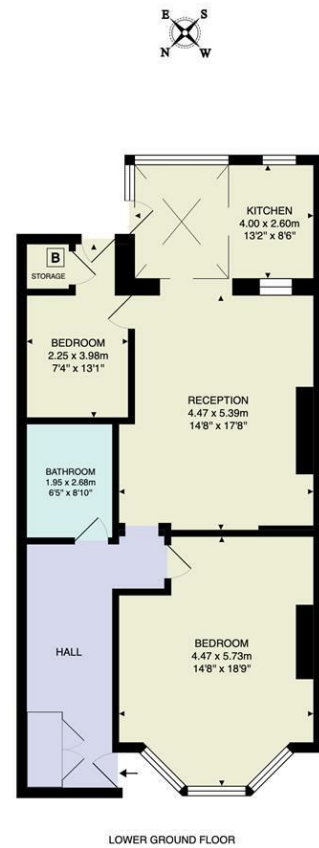 E S
N W
KITCHEN
4.00 x 2.60m
13'2" x 8'6"
B
STORAGE
BEDROOM
2.25 x 3.98m
7'4" x 13'1"
RECEPTION
4.47 x 5.39m
14'8" x 17'8"
BATHROOM
1.95 x 2.68m
6'5" x 8'10"
HALL
BEDROOM
4.47 x 5.73m
14'8" x 18'9"
LOWER GROUND FLOOR